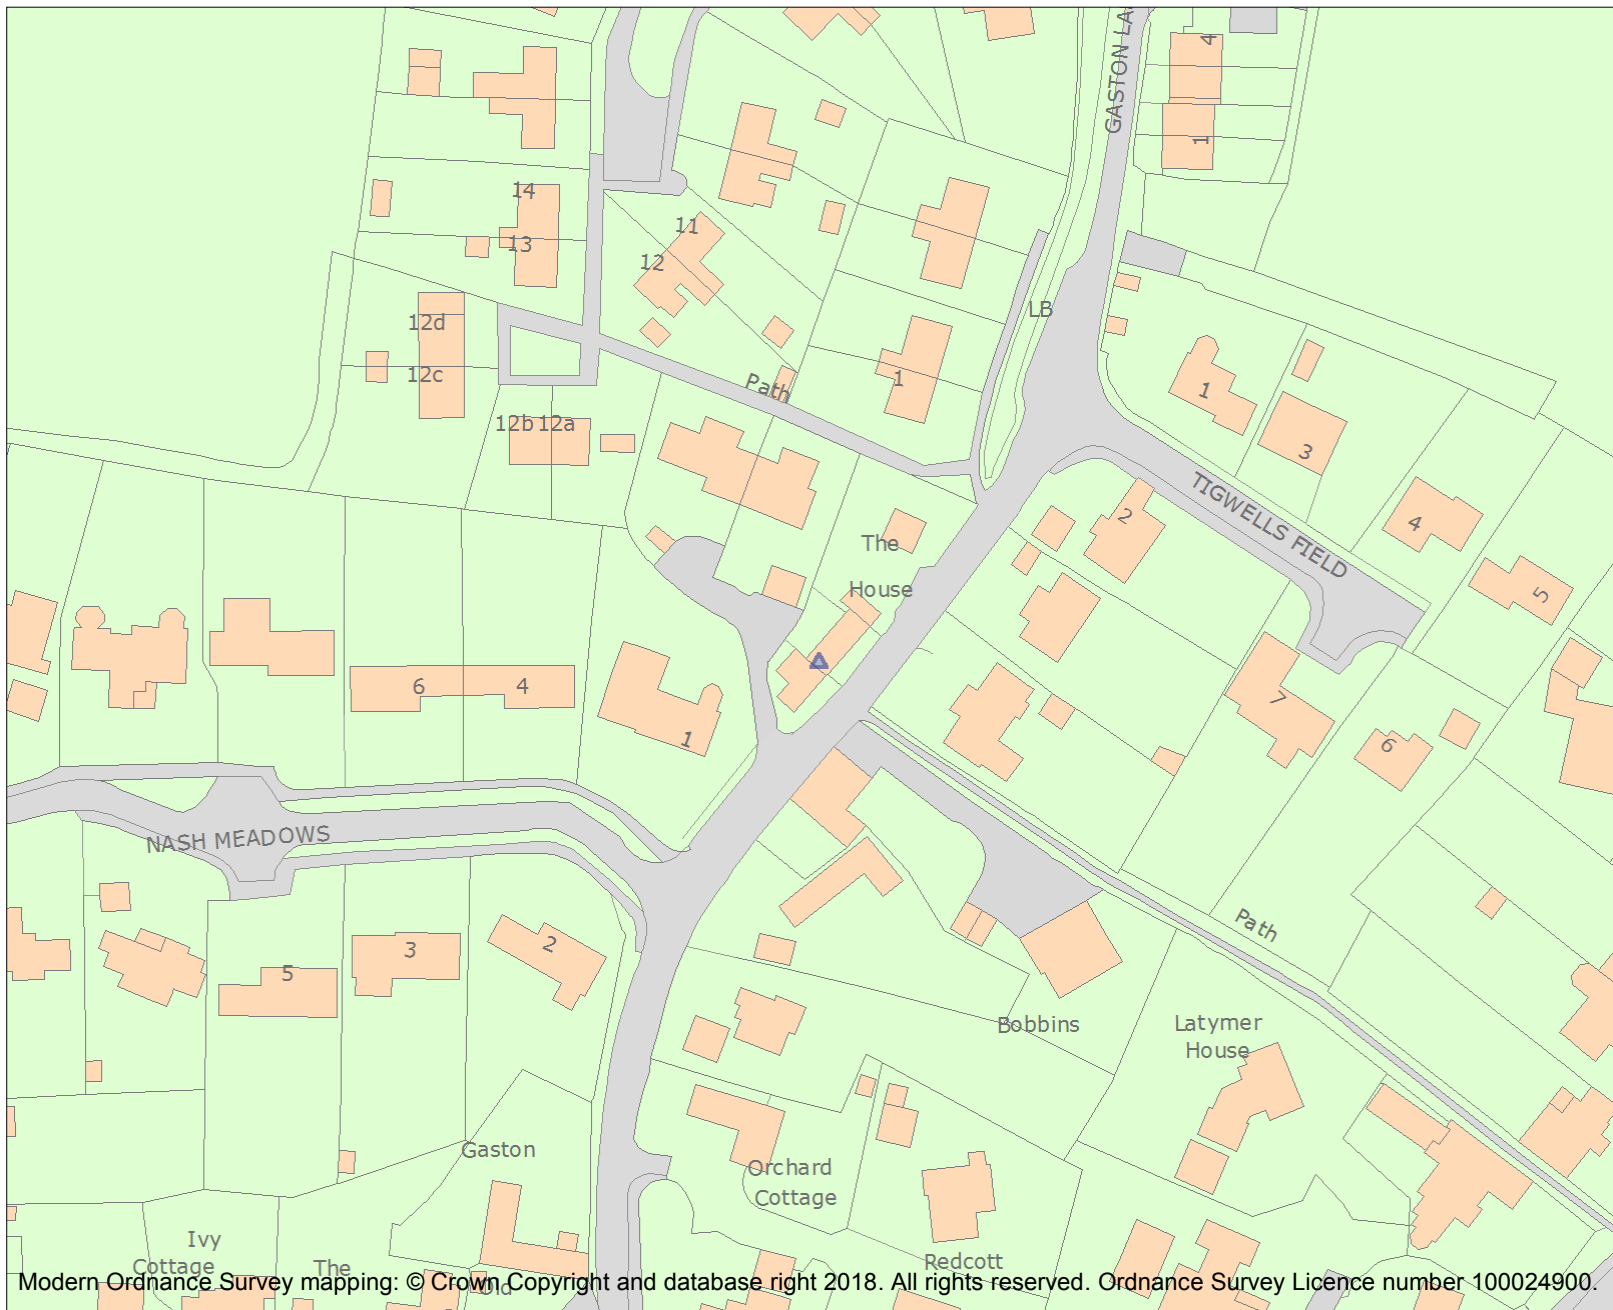 GASTON LA
4
1
14
13
11
12
12d
12c
LB
Path
1
12b 12a
1
3
TIGWELLS FIELD
2
4
5
The
House
6
4
1
7
6
NASH MEADOWS
Path
3
2
5
Bobbins
Latymer
House
Gaston
Orchard
Cottage
Ivy
Cottage
The
Redcott
Old
Modern Ordnance Survey mapping: © Crown Copyright and database right 2018. All rights reserved. Ordnance Survey Licence number 100024900.